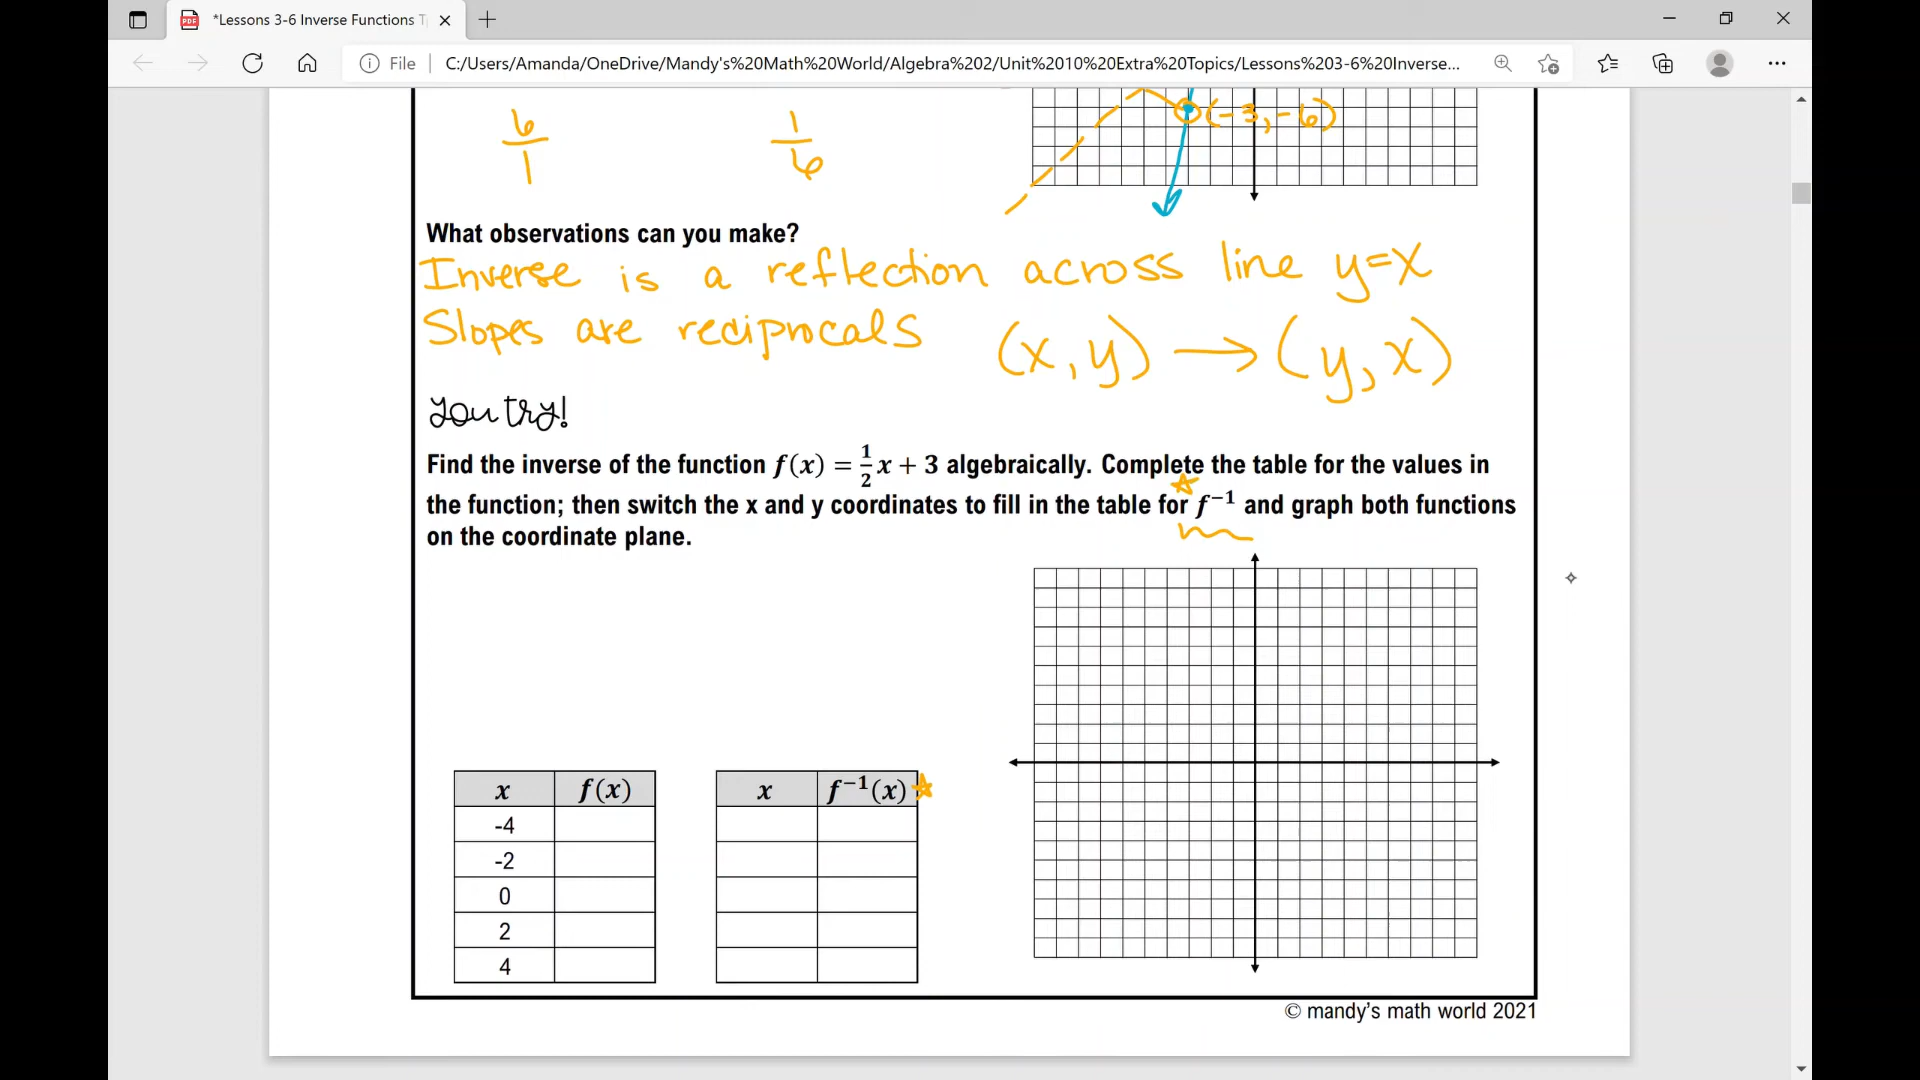 *Lessons 3-6 Inverse Functions T
File C:/Users/Amanda/OneDrive/Mandy's%20Math%20World/Algebra%202/Unit%2010%20Extra%20Topics/Lessons%203-6%20Inverse...
6/1 1/6 (-3,-6)
What observations can you make?
Inverse is a reflection across line y=x
Slopes are reciprocals (x,y) → (y,x)
you try!
Find the inverse of the function f(x) = 1/2 x + 3 algebraically. Complete the table for the values in
the function; then switch the x and y coordinates to fill in the table for f⁻¹ and graph both functions
on the coordinate plane.
x f(x) x f⁻¹(x)
-4
-2
0
2
4
© mandy's math world 2021